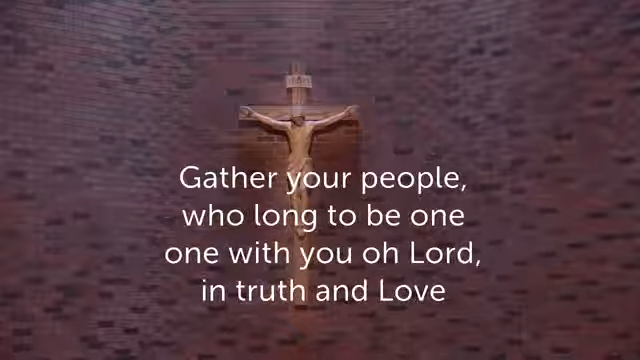 Gather your people,
who long to be one
one with you oh Lord,
in truth and Love